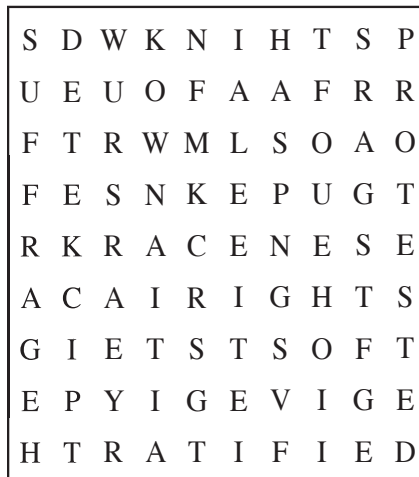 S D W K N I H T S P
U E U O F A A F R R
F T R W M L S O A O
F E S N K E P U G T
R K R A C E N E S E
A C A I R I G H T S
G I E T S T S O F T
E P Y I G E V I G E
H T R A T I F I E D